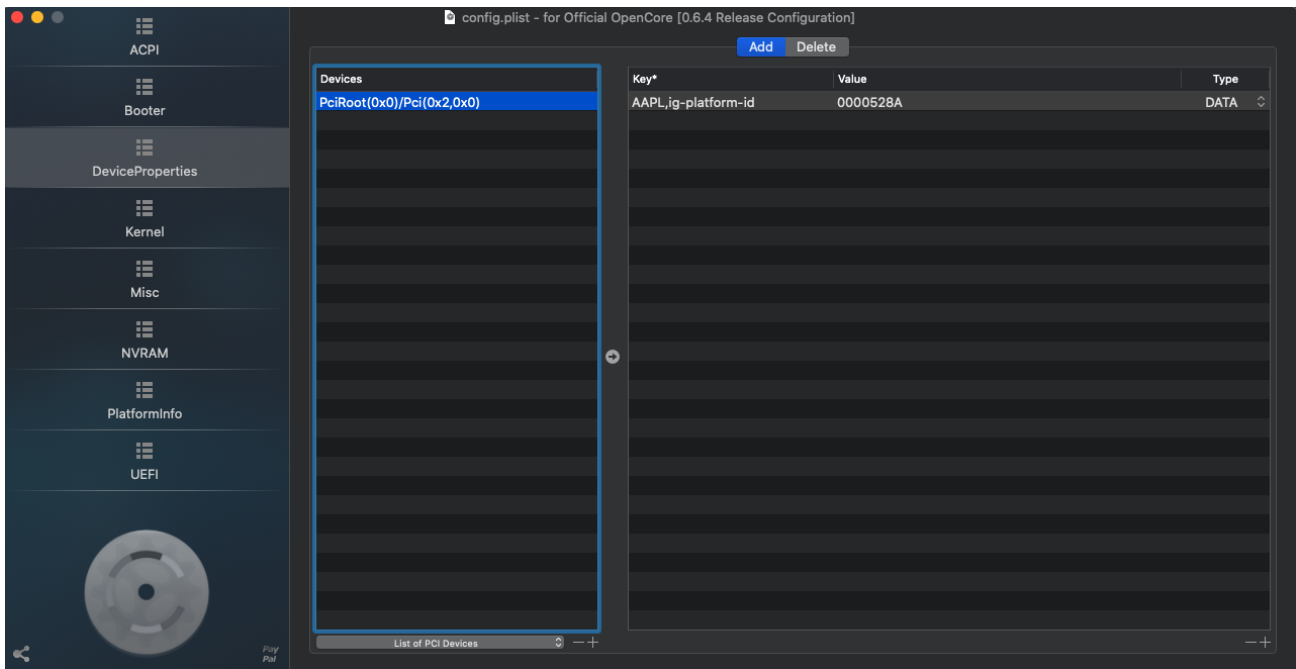 config.plist - for Official OpenCore [0.6.4 Release Configuration]
ACPI
Booter
DeviceProperties
Kernel
Misc
NVRAM
PlatformInfo
UEFI
Pay
Pal
Add Delete
Devices
PciRoot(0x0)/Pci(0x2,0x0)
List of PCI Devices
Key* Value Type
AAPL,ig-platform-id 0000528A DATA